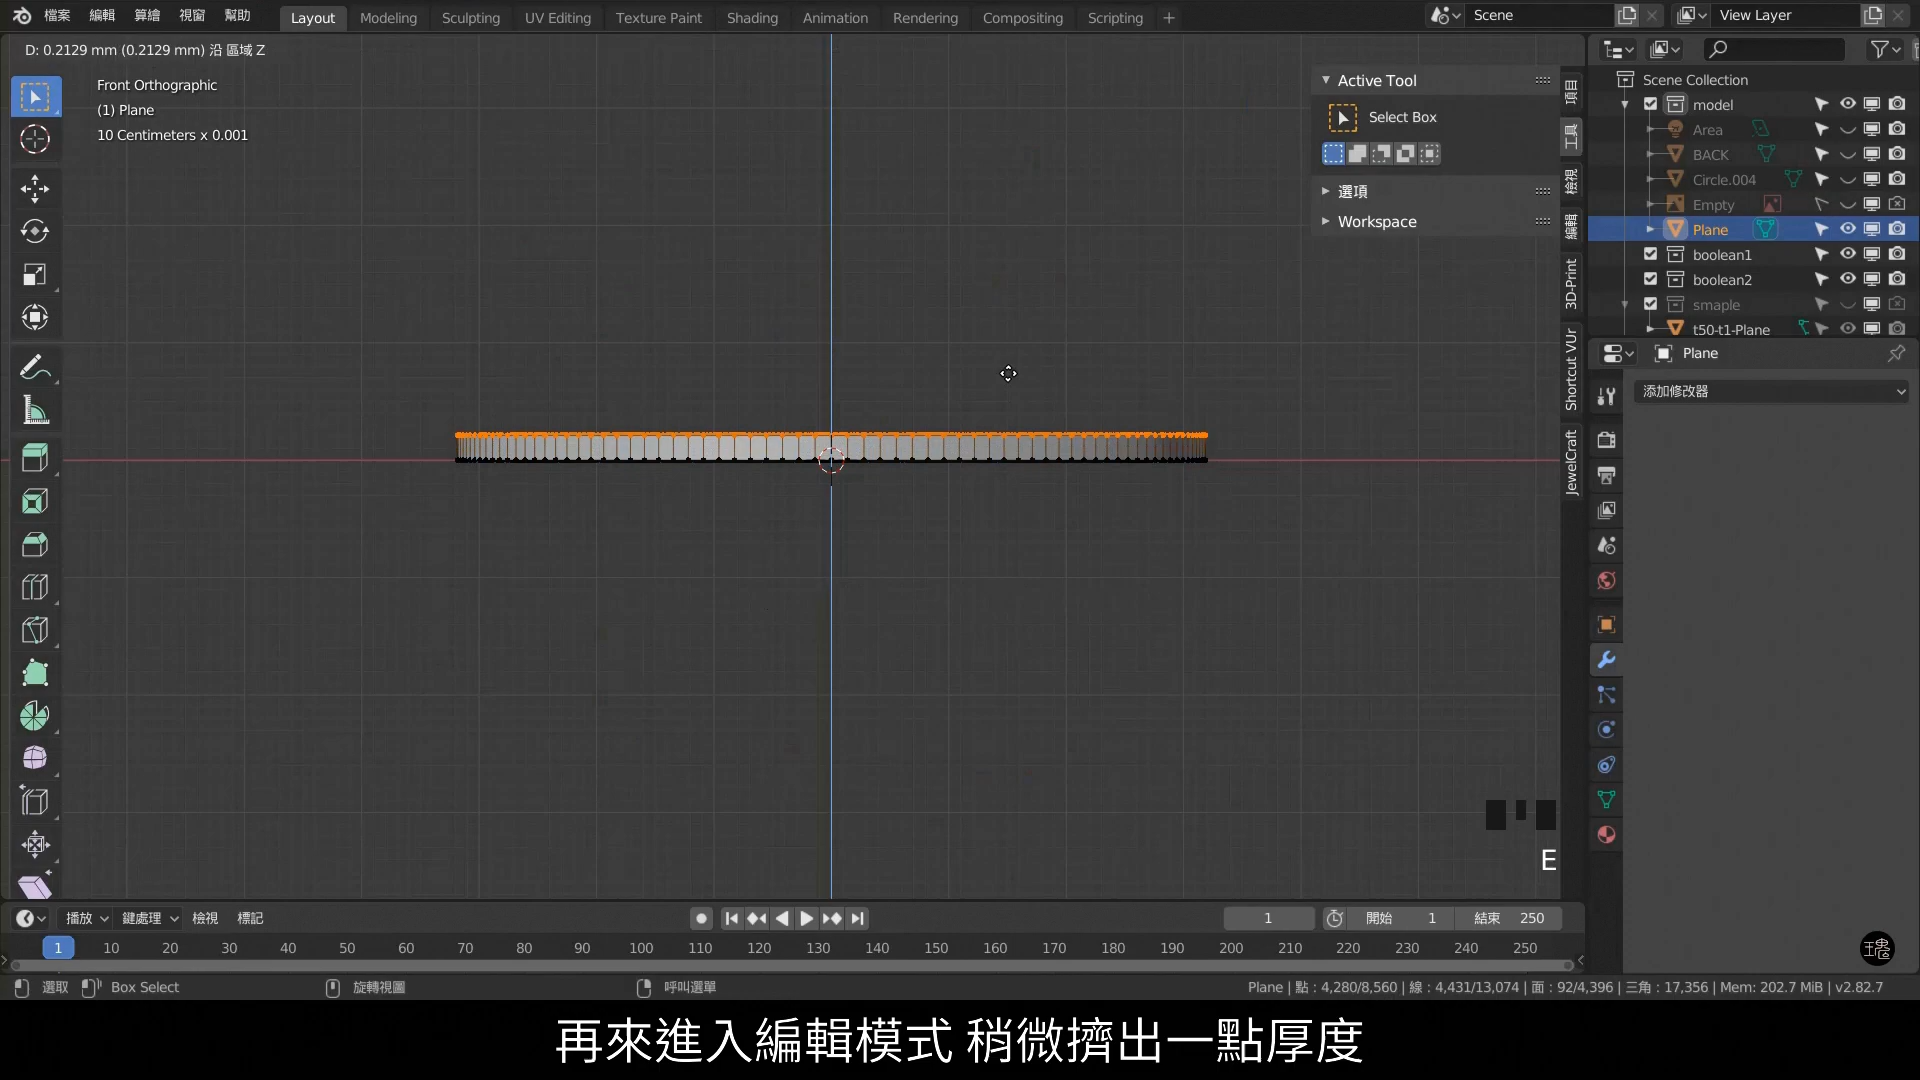 檔案 編輯 算繪 視窗 幫助 Layout Modeling Sculpting UV Editing Texture Paint Shading Animation Rendering Compositing Scripting + Scene View Layer
D: 0.2129 mm (0.2129 mm) 沿 區域 Z
Front Orthographic
(1) Plane
10 Centimeters x 0.001
Active Tool
Select Box
選項
Workspace
項目
工具
檢視
編輯
3D-Print
Shortcut VUr
JewelCraft
Scene Collection
model
Area
BACK
Circle.004
Empty
Plane
boolean1
boolean2
smaple
t50-t1-Plane
Plane
添加修改器
E
播放 鍵處理 檢視 標記 1 開始 1 結束 250
1 10 20 30 40 50 60 70 80 90 100 110 120 130 140 150 160 170 180 190 200 210 220 230 240 250
選取 Box Select 旋轉視圖 呼叫選單 Plane | 點 : 4,280/8,560 | 線 : 4,431/13,074 | 面 : 92/4,396 | 三角 : 17,356 | Mem: 202.7 MiB | v2.82.7
再來進入編輯模式 稍微擠出一點厚度